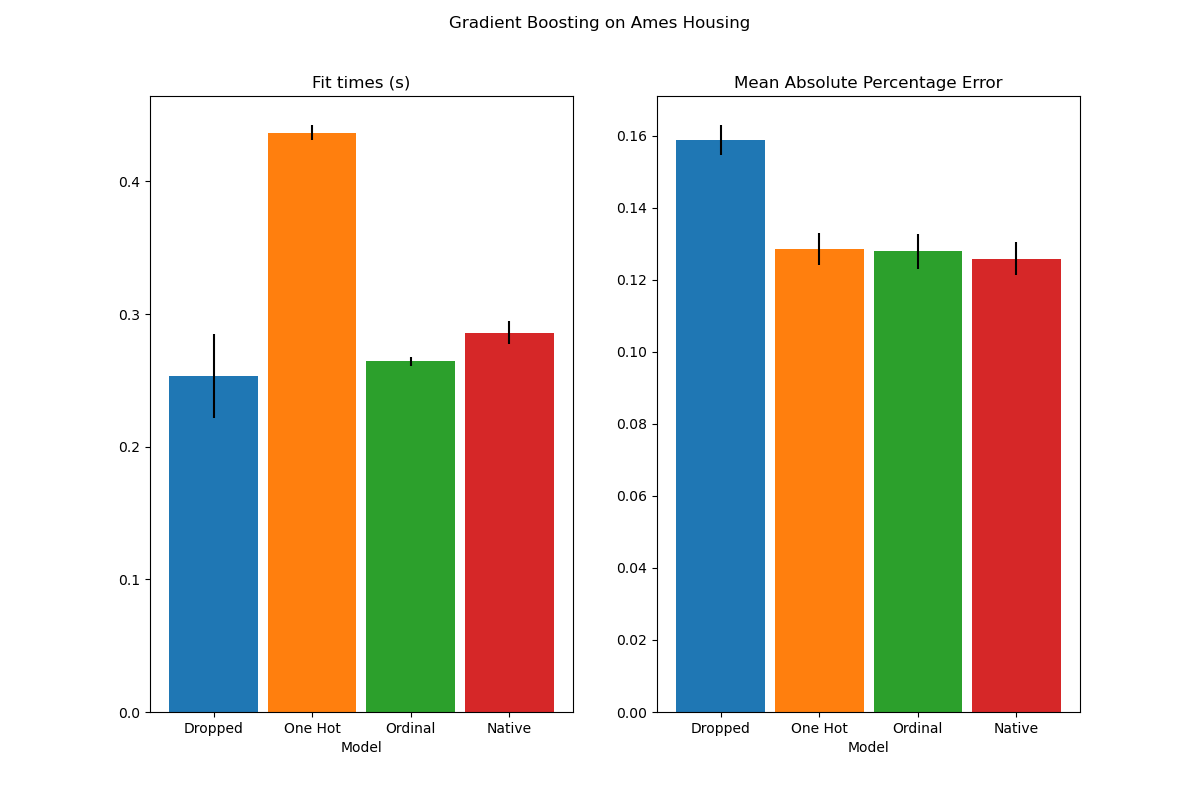 Gradient Boosting on Ames Housing
Fit times (s)
0.4
0.3
0.2
0.1
0.0
Dropped One Hot Ordinal Native
Model
Mean Absolute Percentage Error
0.16
0.14
0.12
0.10
0.08
0.06
0.04
0.02
0.00
Dropped One Hot Ordinal Native
Model